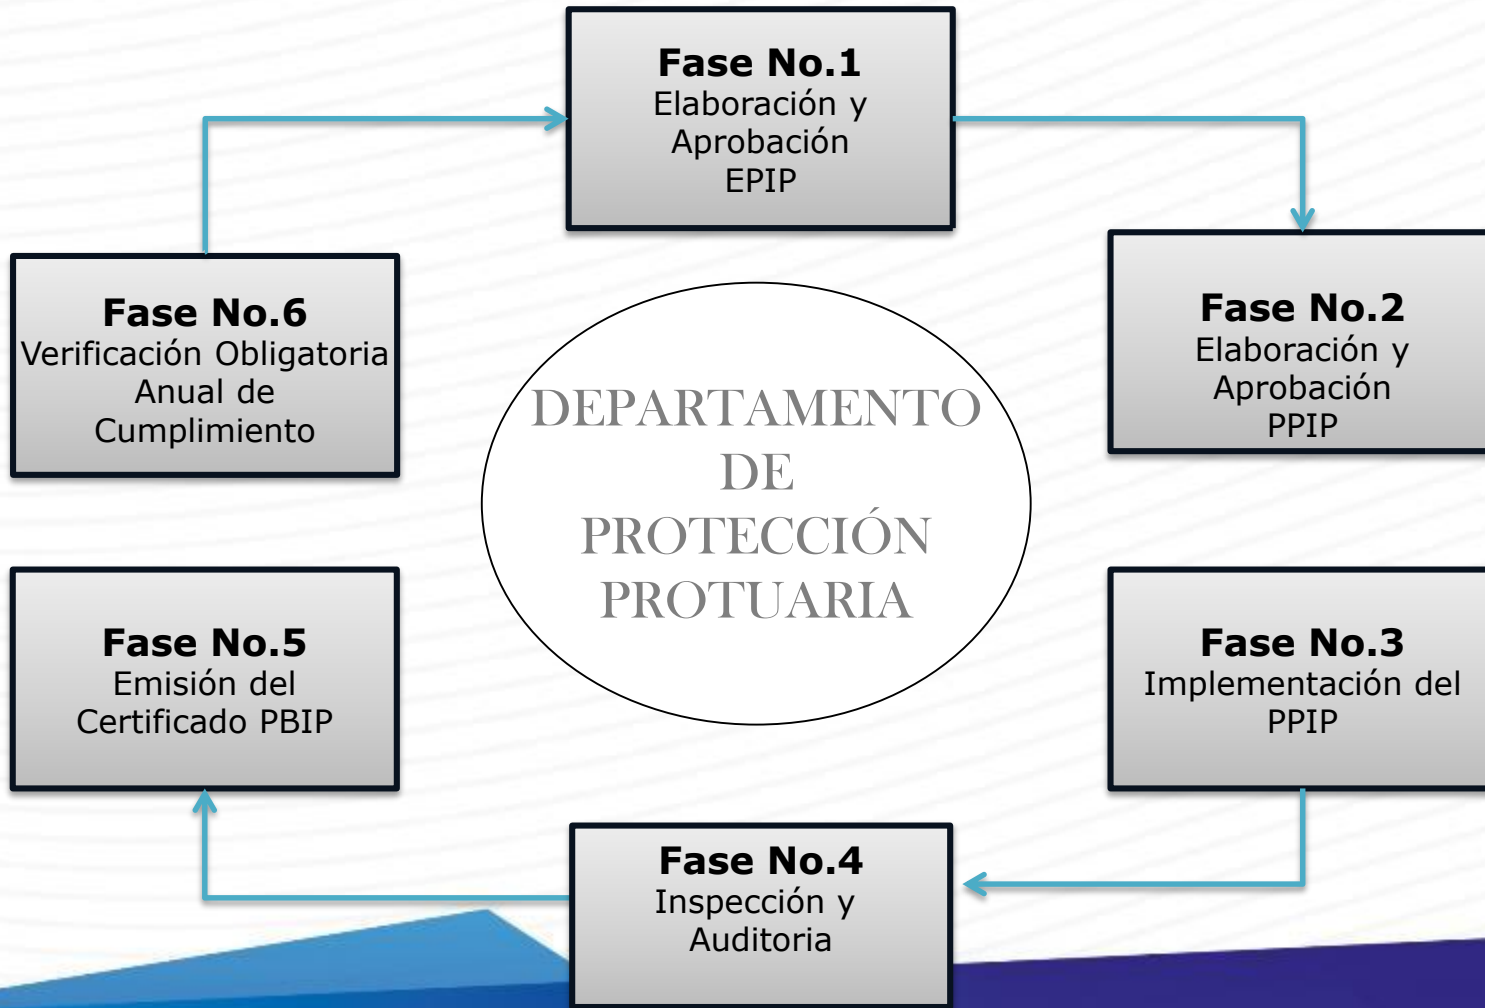 Fase No.1
Elaboración y
Aprobación
EPIP
Fase No.2
Elaboración y
Aprobación
PPIP
Fase No.3
Implementación del
PPIP
Fase No.4
Inspección y
Auditoria
Fase No.5
Emisión del
Certificado PBIP
Fase No.6
Verificación Obligatoria
Anual de
Cumplimiento
DEPARTAMENTO
DE
PROTECCIÓN
PROTUARIA